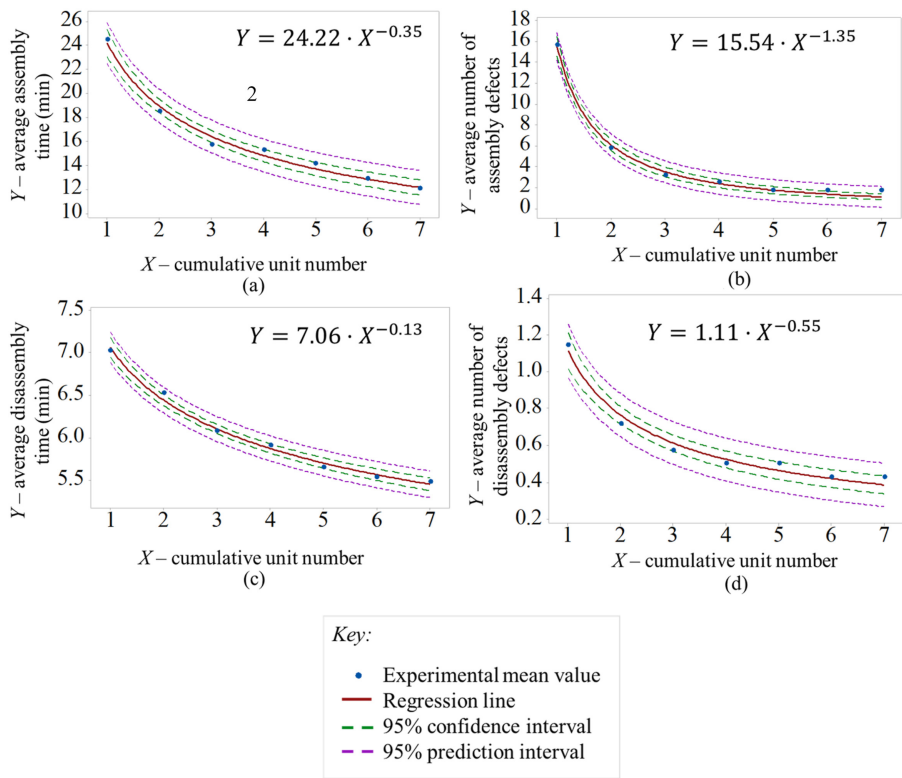 Y – average assembly
time (min)
26
24
22
20
18
16
14
12
10
Y = 24.22 · X^−0.35
2
1 2 3 4 5 6 7
X – cumulative unit number
(a)
Y – average number of
assembly defects
18
16
14
12
10
8
6
4
2
0
Y = 15.54 · X^−1.35
1 2 3 4 5 6 7
X – cumulative unit number
(b)
Y – average disassembly
time (min)
7.5
7.0
6.5
6.0
5.5
Y = 7.06 · X^−0.13
1 2 3 4 5 6 7
X – cumulative unit number
(c)
Y – average number of
disassembly defects
1.4
1.2
1.0
0.8
0.6
0.4
0.2
Y = 1.11 · X^−0.55
1 2 3 4 5 6 7
X – cumulative unit number
(d)
Key:
Experimental mean value
Regression line
95% confidence interval
95% prediction interval